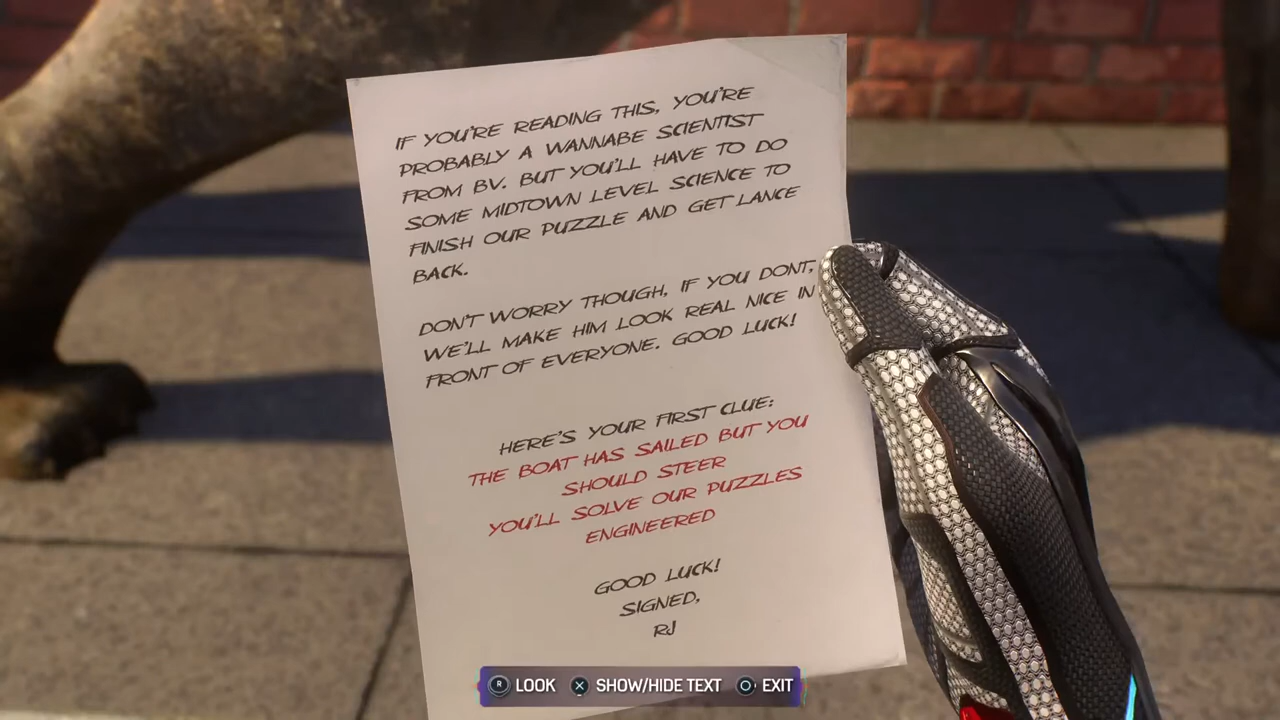 IF YOU'RE READING THIS, YOU'RE
PROBABLY A WANNABE SCIENTIST
FROM BV. BUT YOU'LL HAVE TO DO
SOME MIDTOWN LEVEL SCIENCE TO
FINISH OUR PUZZLE AND GET LANCE
BACK.
DON'T WORRY THOUGH, IF YOU DONT,
WE'LL MAKE HIM LOOK REAL NICE IN
FRONT OF EVERYONE. GOOD LUCK!
HERE'S YOUR FIRST CLUE:
THE BOAT HAS SAILED BUT YOU
SHOULD STEER
YOU'LL SOLVE OUR PUZZLES
ENGINEERED
GOOD LUCK!
SIGNED,
RJ
R LOOK SHOW/HIDE TEXT EXIT